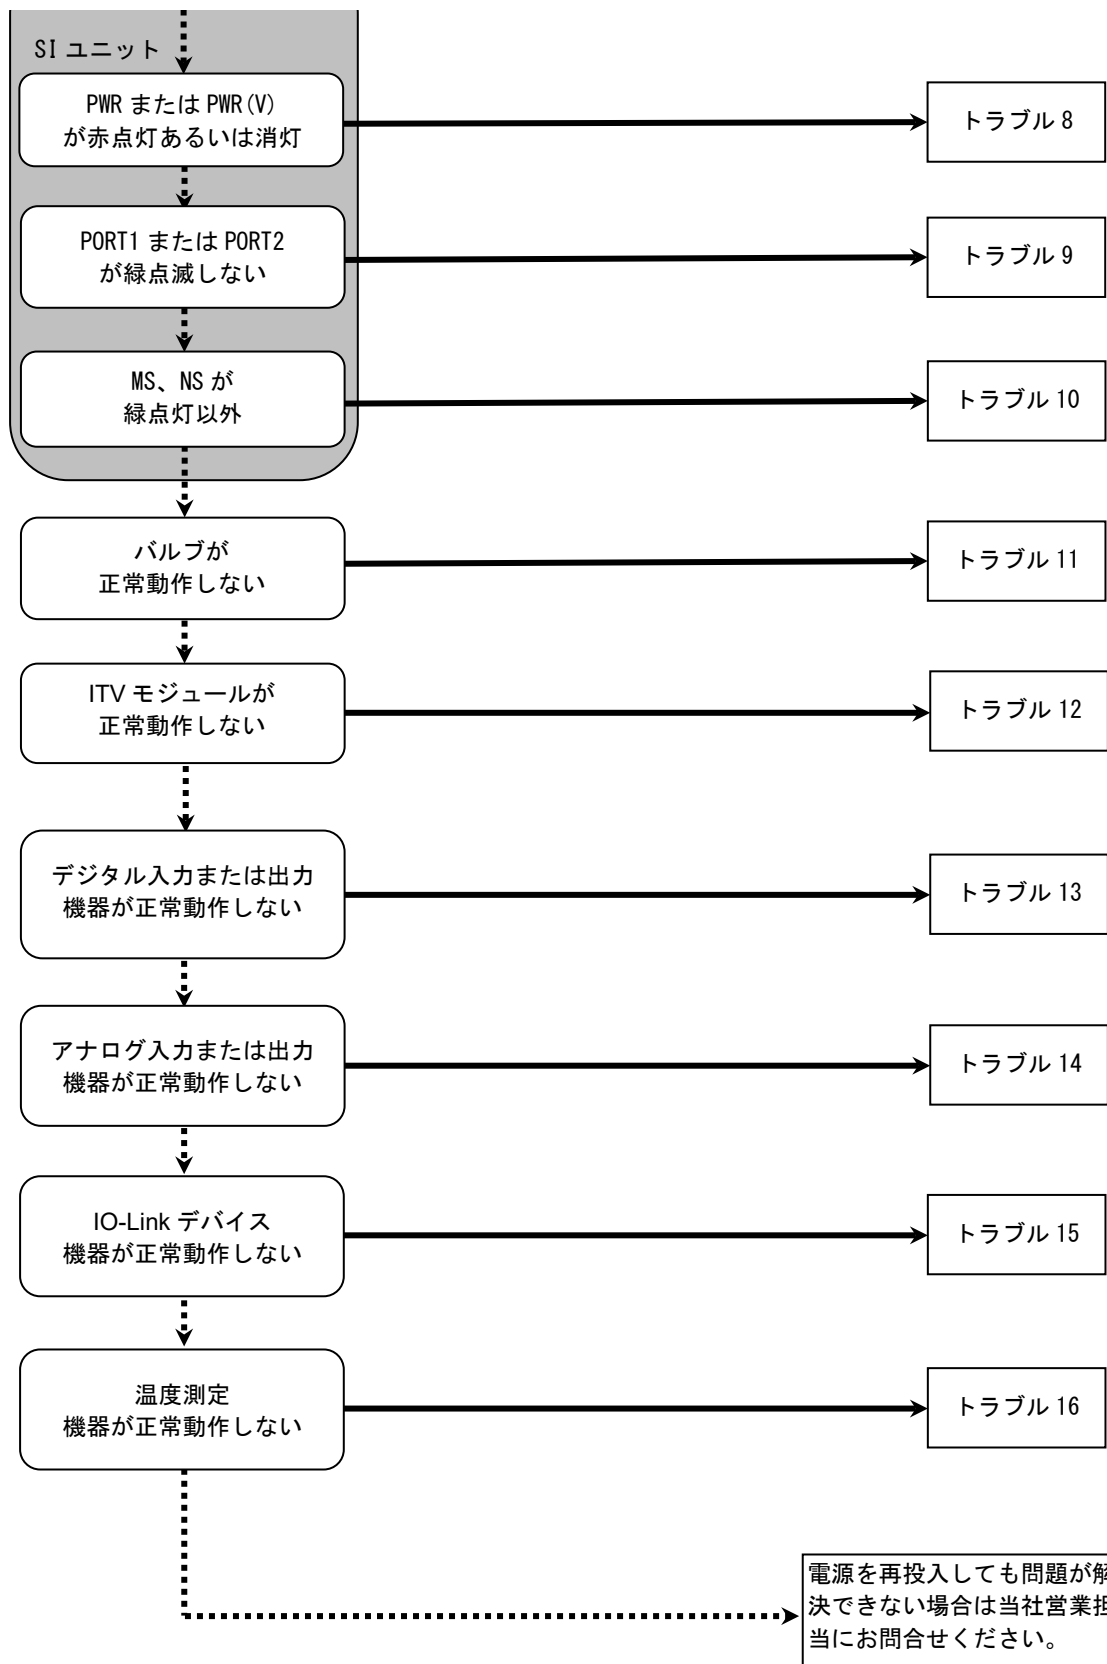 SI ユニット
PWR または PWR(V)
が赤点灯あるいは消灯
トラブル 8
PORT1 または PORT2
が緑点滅しない
トラブル 9
MS、NS が
緑点灯以外
トラブル 10
バルブが
正常動作しない
トラブル 11
ITV モジュールが
正常動作しない
トラブル 12
デジタル入力または出力
機器が正常動作しない
トラブル 13
アナログ入力または出力
機器が正常動作しない
トラブル 14
IO-Link デバイス
機器が正常動作しない
トラブル 15
温度測定
機器が正常動作しない
トラブル 16
電源を再投入しても問題が解
決できない場合は当社営業担
当にお問合せください。